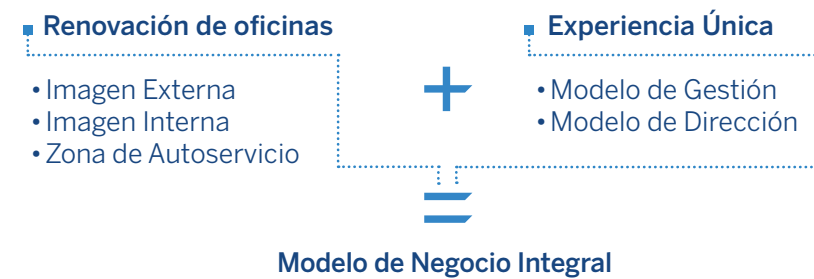 Renovación de oficinas
• Imagen Externa
• Imagen Interna
• Zona de Autoservicio
+
Experiencia Única
• Modelo de Gestión
• Modelo de Dirección
=
Modelo de Negocio Integral